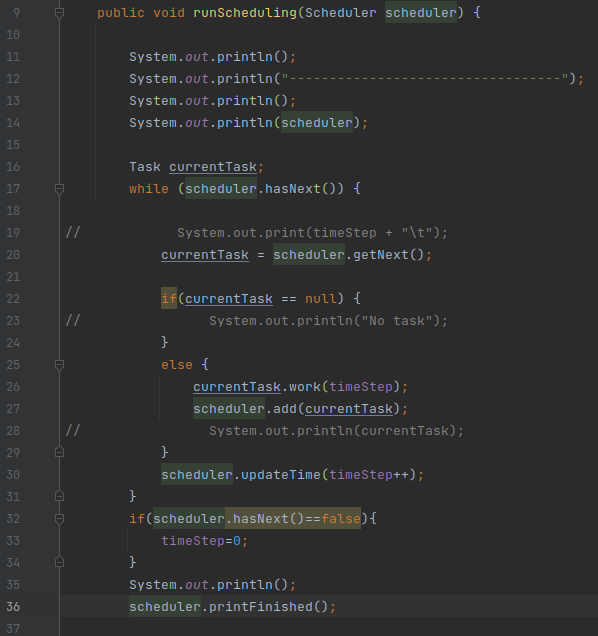 9 public void runScheduling(Scheduler scheduler) {
10
11 System.out.println();
12 System.out.println("----------------------------------");
13 System.out.println();
14 System.out.println(scheduler);
15
16 Task currentTask;
17 while (scheduler.hasNext()) {
18
19 // System.out.print(timeStep + "\t");
20 currentTask = scheduler.getNext();
21
22 if(currentTask == null) {
23 // System.out.println("No task");
24 }
25 else {
26 currentTask.work(timeStep);
27 scheduler.add(currentTask);
28 // System.out.println(currentTask);
29 }
30 scheduler.updateTime(timeStep++);
31 }
32 if(scheduler.hasNext()==false){
33 timeStep=0;
34 }
35 System.out.println();
36 scheduler.printFinished();
37